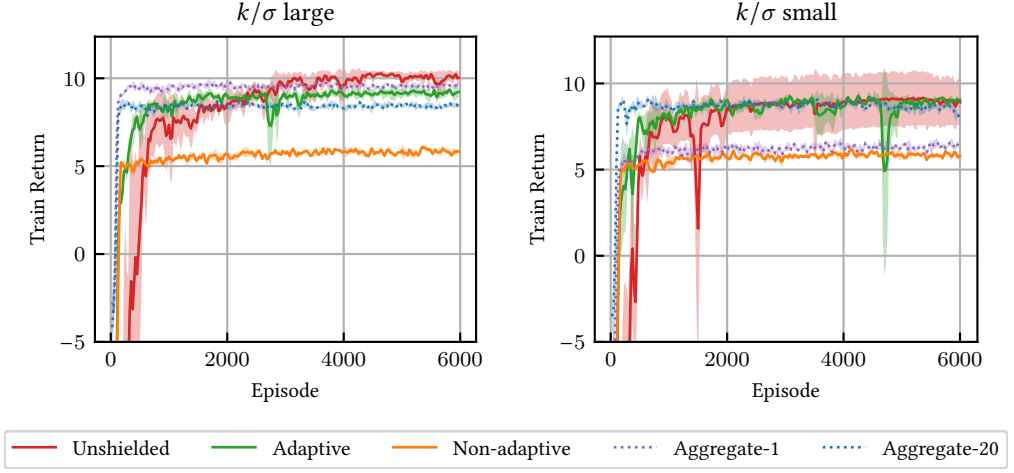 k/σ large
10
5
0
−5
Train Return
0
2000
4000
6000
Episode
k/σ small
10
5
0
−5
Train Return
0
2000
4000
6000
Episode
Unshielded
Adaptive
Non-adaptive
Aggregate-1
Aggregate-20